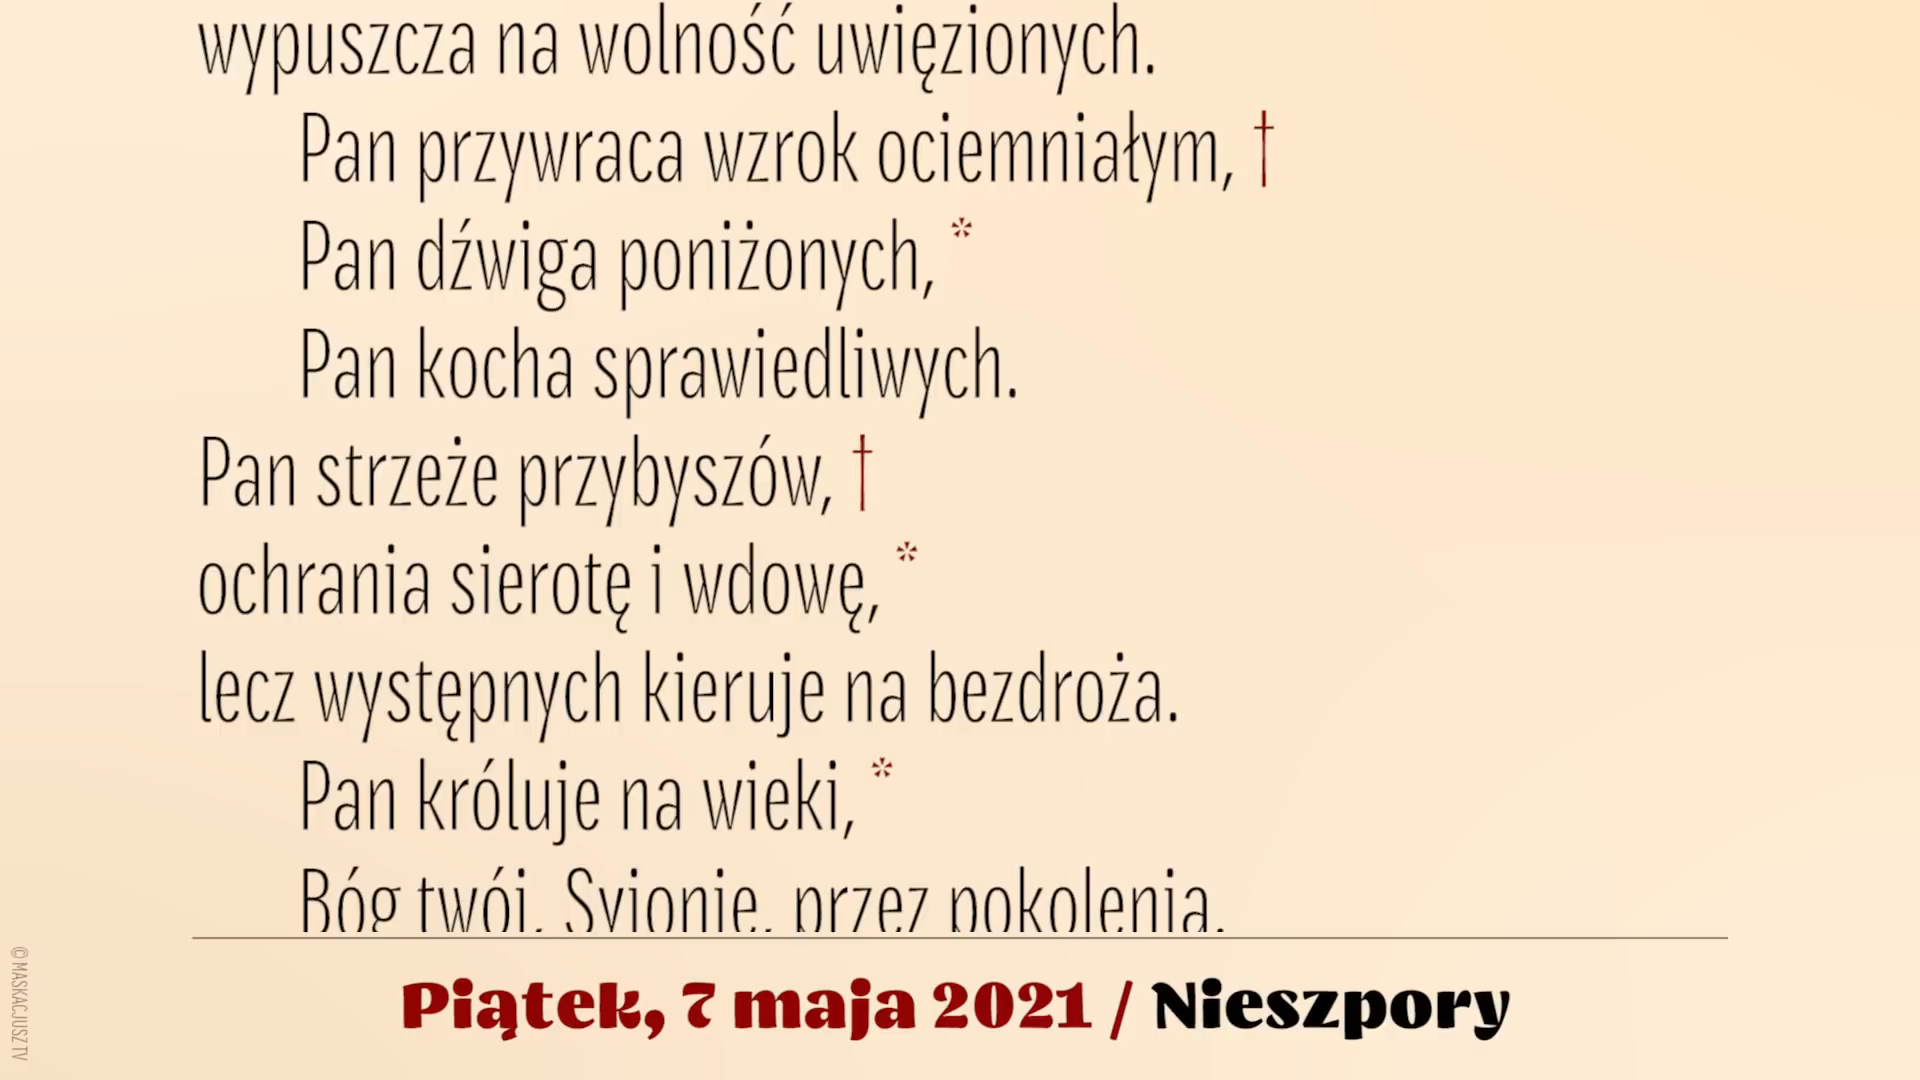 wypuszcza na wolność uwięzionych.
Pan przywraca wzrok ociemniałym, †
Pan dźwiga poniżonych, *
Pan kocha sprawiedliwych.
Pan strzeże przybyszów, †
ochrania sierotę i wdowę, *
lecz występnych kieruje na bezdroża.
Pan króluje na wieki, *
Bóg twój, Syjonie, przez pokolenia.
Piątek, 7 maja 2021 / Nieszpory
© MASKACJUSZ TV